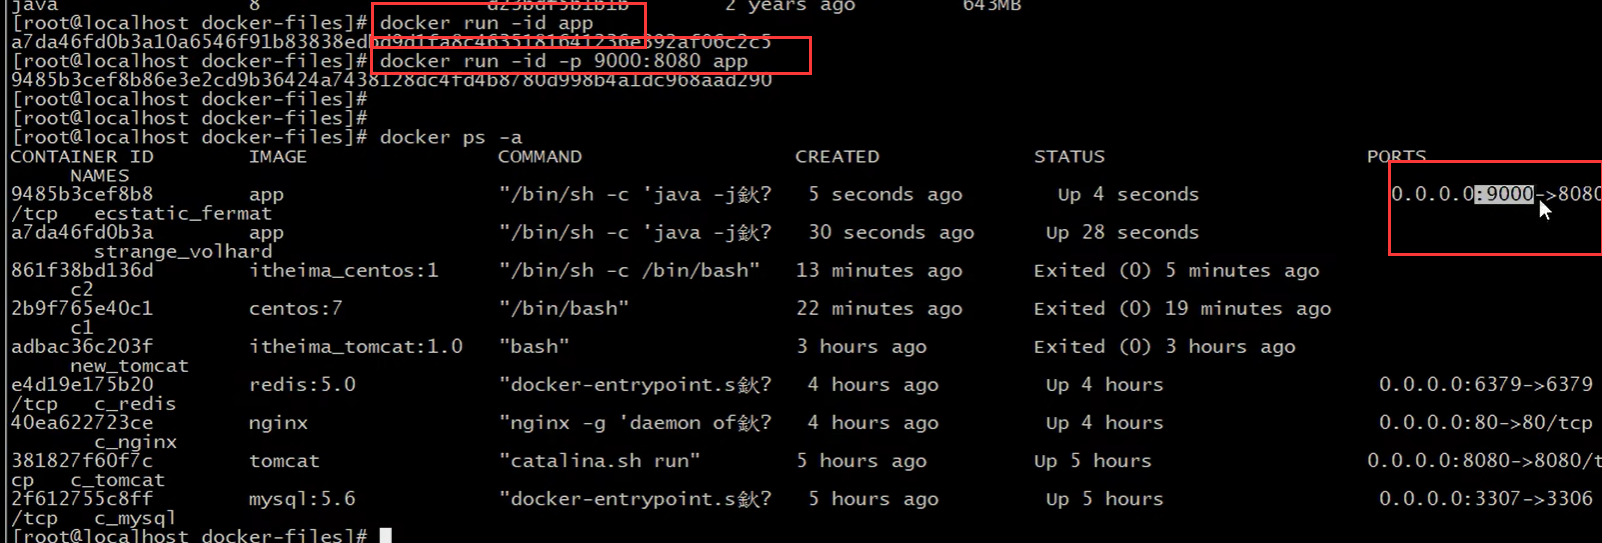 java 8 d23bdf5b1b1b 2 years ago 643MB
[root@localhost docker-files]# docker run -id app
a7da46fd0b3a10a6546f91b83838edbd9d1fa8c4635181641236e392af06c2c5
[root@localhost docker-files]# docker run -id -p 9000:8080 app
9485b3cef8b86e3e2cd9b36424a7438128dc4fd4b8780d998b4a1dc968aad290
[root@localhost docker-files]#
[root@localhost docker-files]#
[root@localhost docker-files]# docker ps -a
CONTAINER ID IMAGE COMMAND CREATED STATUS PORTS
NAMES
9485b3cef8b8 app "/bin/sh -c 'java -j鈥? 5 seconds ago Up 4 seconds 0.0.0.0:9000->8080
/tcp ecstatic_fermat
a7da46fd0b3a app "/bin/sh -c 'java -j鈥? 30 seconds ago Up 28 seconds
strange_volhard
861f38bd136d itheima_centos:1 "/bin/sh -c /bin/bash" 13 minutes ago Exited (0) 5 minutes ago
c2
2b9f765e40c1 centos:7 "/bin/bash" 22 minutes ago Exited (0) 19 minutes ago
c1
adbac36c203f itheima_tomcat:1.0 "bash" 3 hours ago Exited (0) 3 hours ago
new_tomcat
e4d19e175b20 redis:5.0 "docker-entrypoint.s鈥? 4 hours ago Up 4 hours 0.0.0.0:6379->6379
/tcp c_redis
40ea622723ce nginx "nginx -g 'daemon of鈥? 4 hours ago Up 4 hours 0.0.0.0:80->80/tcp
c_nginx
381827f60f7c tomcat "catalina.sh run" 5 hours ago Up 5 hours 0.0.0.0:8080->8080/t
cp c_tomcat
2f612755c8ff mysql:5.6 "docker-entrypoint.s鈥? 5 hours ago Up 5 hours 0.0.0.0:3307->3306
/tcp c_mysql
[root@localhost docker-files]#